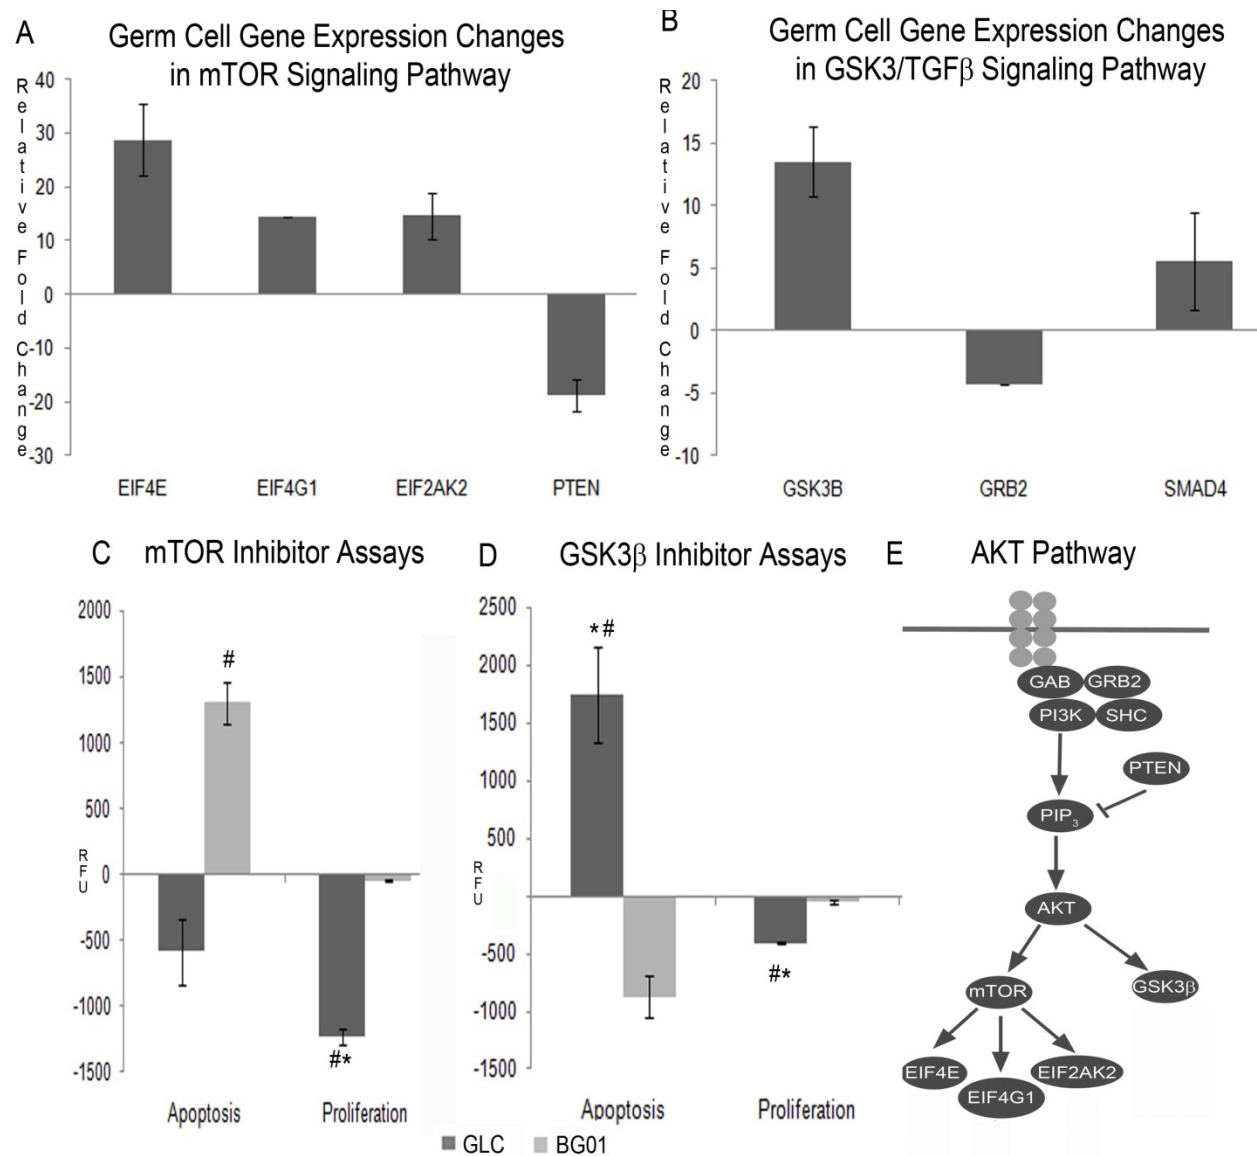 A
Germ Cell Gene Expression Changes
in mTOR Signaling Pathway
Relative Fold Change
40
30
20
10
0
-10
-20
-30
EIF4E EIF4G1 EIF2AK2 PTEN
B
Germ Cell Gene Expression Changes
in GSK3/TGFβ Signaling Pathway
Relative Fold Change
20
15
10
5
0
-5
-10
GSK3B GRB2 SMAD4
C mTOR Inhibitor Assays
2000
1500
1000
500
0
-500
-1000
-1500
RFU
#
#*
Apoptosis Proliferation
D GSK3β Inhibitor Assays
2500
2000
1500
1000
500
0
-500
-1000
-1500
RFU
*#
#*
Apoptosis Proliferation
GLC BG01
E AKT Pathway
GAB GRB2
PI3K SHC
PTEN
PIP3
AKT
mTOR GSK3β
EIF4E EIF2AK2
EIF4G1